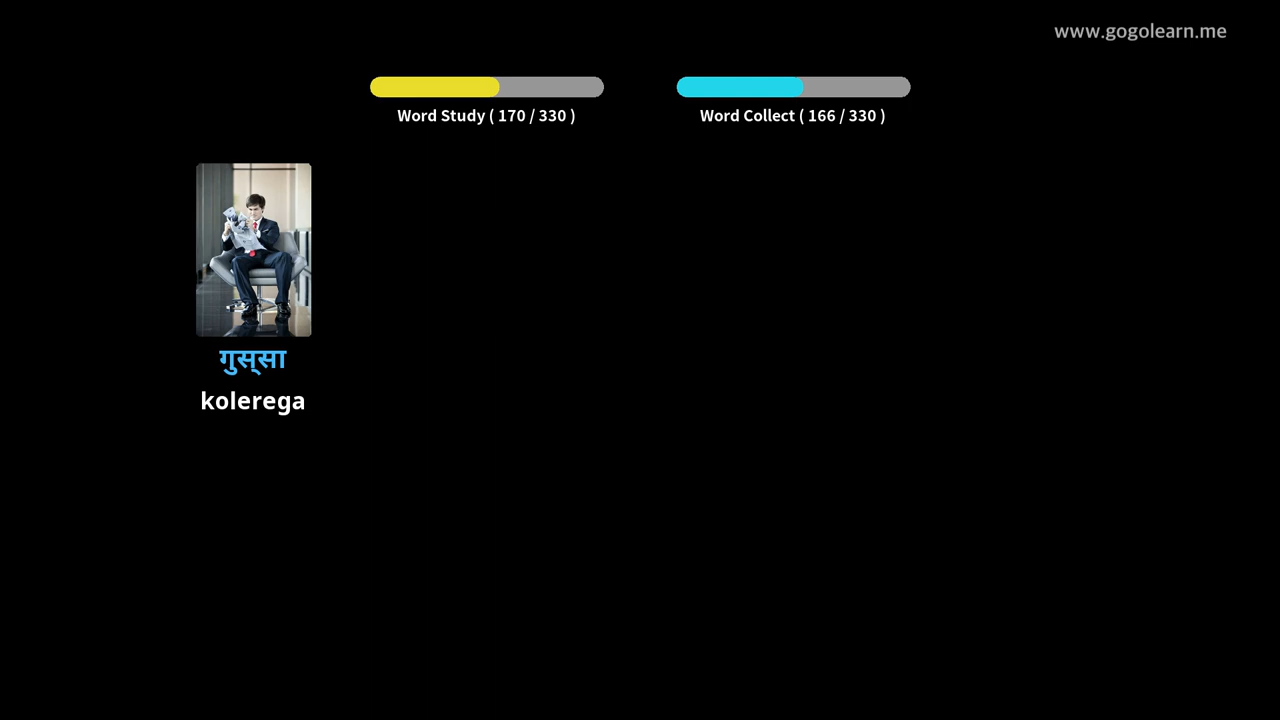 www.gogolearn.me
Word Study ( 170 / 330 )
Word Collect ( 166 / 330 )
गुस्‌सा
kolerega